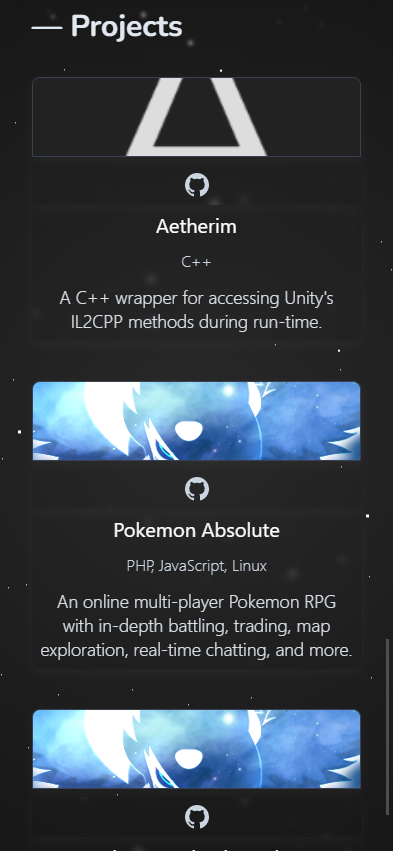 — Projects
Aetherim
C++
A C++ wrapper for accessing Unity's
IL2CPP methods during run-time.
Pokemon Absolute
PHP, JavaScript, Linux
An online multi-player Pokemon RPG
with in-depth battling, trading, map
exploration, real-time chatting, and more.